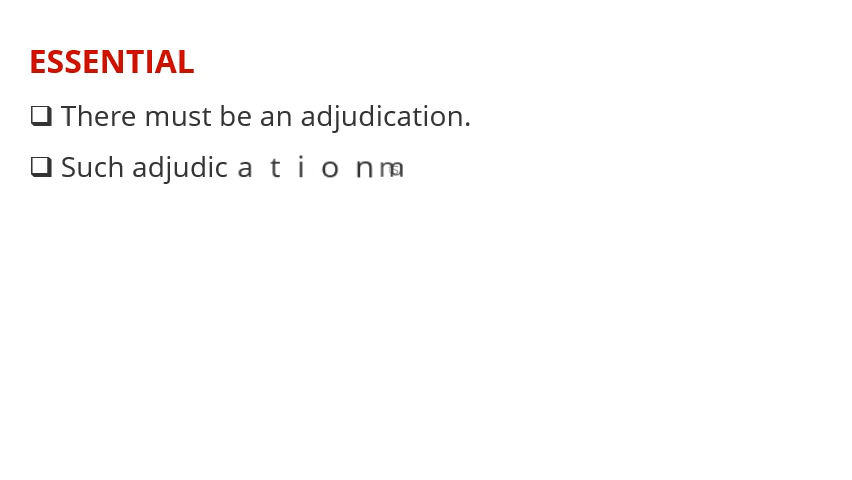 ESSENTIAL
❑ There must be an adjudication.
❑ Such adjudication